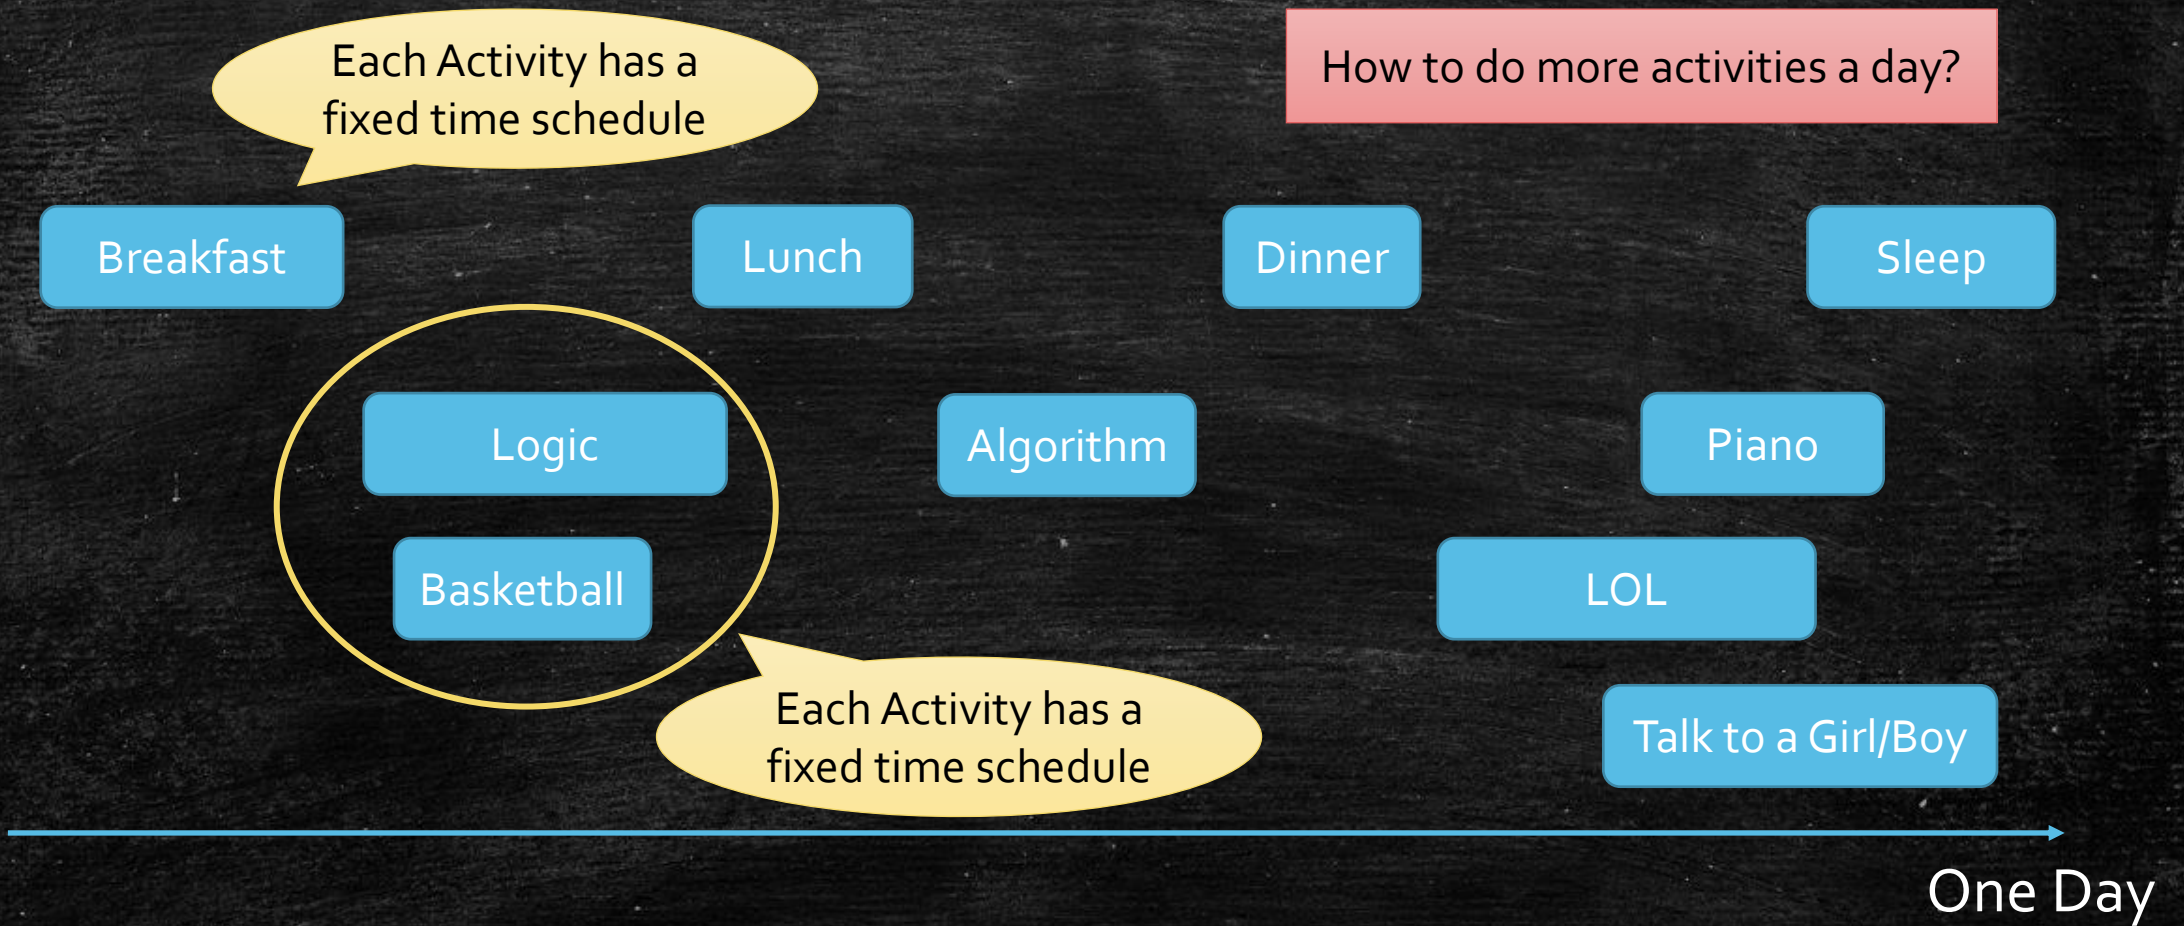 Each Activity has a
fixed time schedule
How to do more activities a day?
Breakfast
Lunch
Dinner
Sleep
Logic
Algorithm
Piano
Basketball
LOL
Each Activity has a
fixed time schedule
Talk to a Girl/Boy
One Day